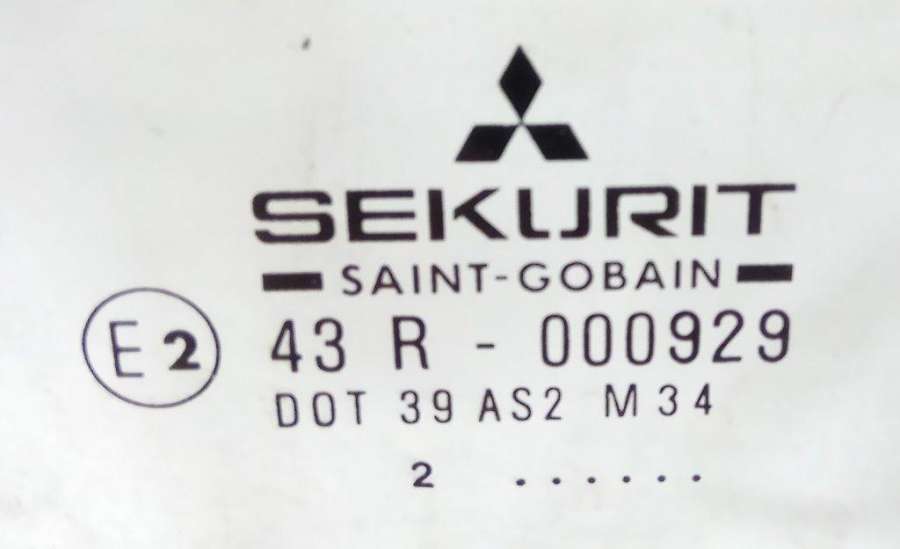 SEKURIT
SAINT-GOBAIN
E2 43 R - 000929
DOT 39 AS2 M34
2 ......